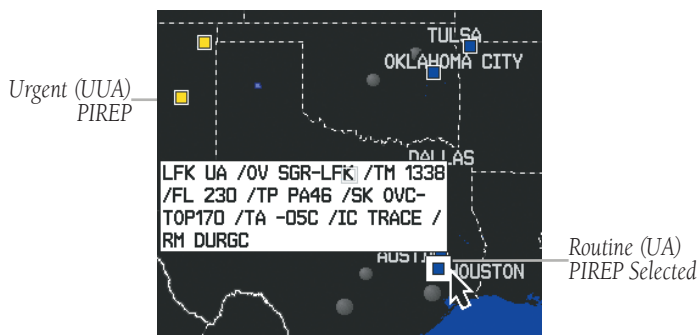 TULSA
OKLAHOMA CITY
Urgent (UUA)
PIREP
DALLAS
LFK UA /OV SGR-LFK /TM 1338
/FL 230 /TP PA46 /SK OVC-
TOP170 /TA -05C /IC TRACE /
RM DURGC
AUSTIN
HOUSTON
Routine (UA)
PIREP Selected